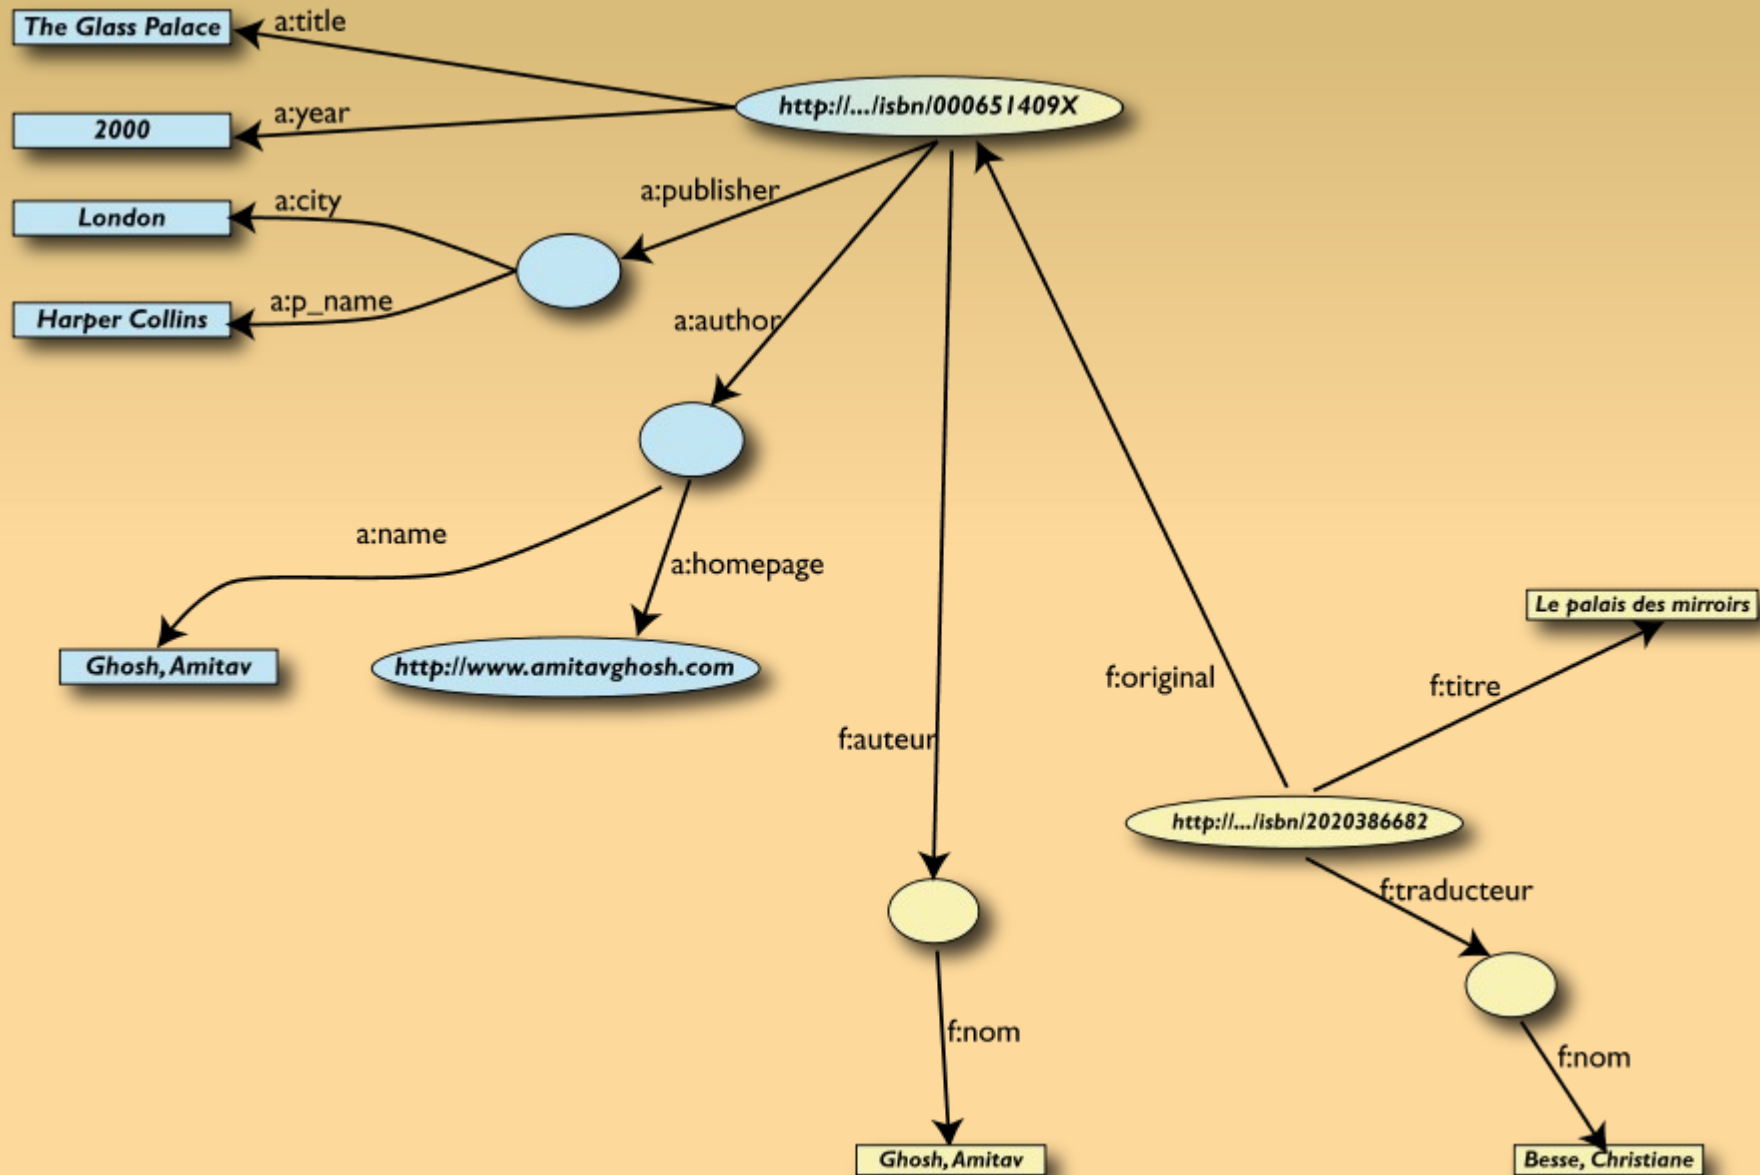 The Glass Palace
a:title
http://.../isbn/000651409X
2000
a:year
a:publisher
London
a:city
Harper Collins
a:p_name
a:author
a:name
a:homepage
Ghosh, Amitav
http://www.amitavghosh.com
Le palais des mirroirs
f:original
f:titre
f:auteur
http://.../isbn/2020386682
f:traducteur
f:nom
f:nom
Ghosh, Amitav
Besse, Christiane